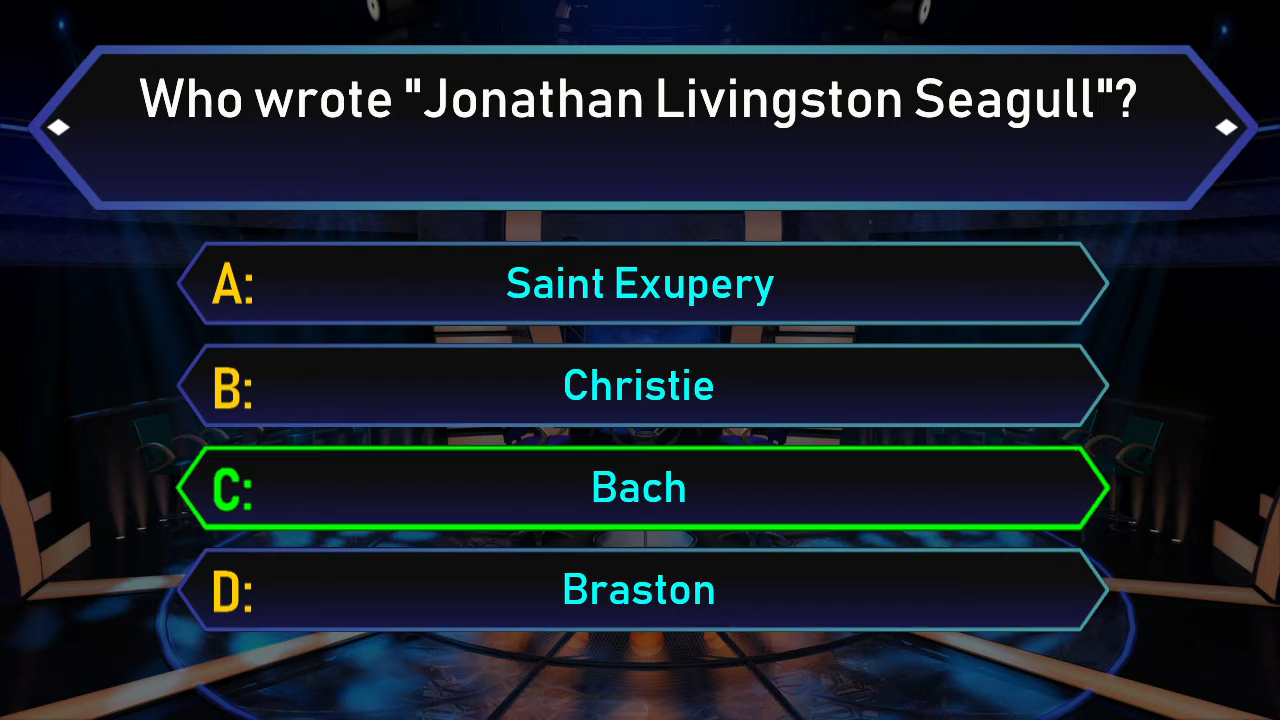 Who wrote "Jonathan Livingston Seagull"?
A: Saint Exupery
B: Christie
C: Bach
D: Braston